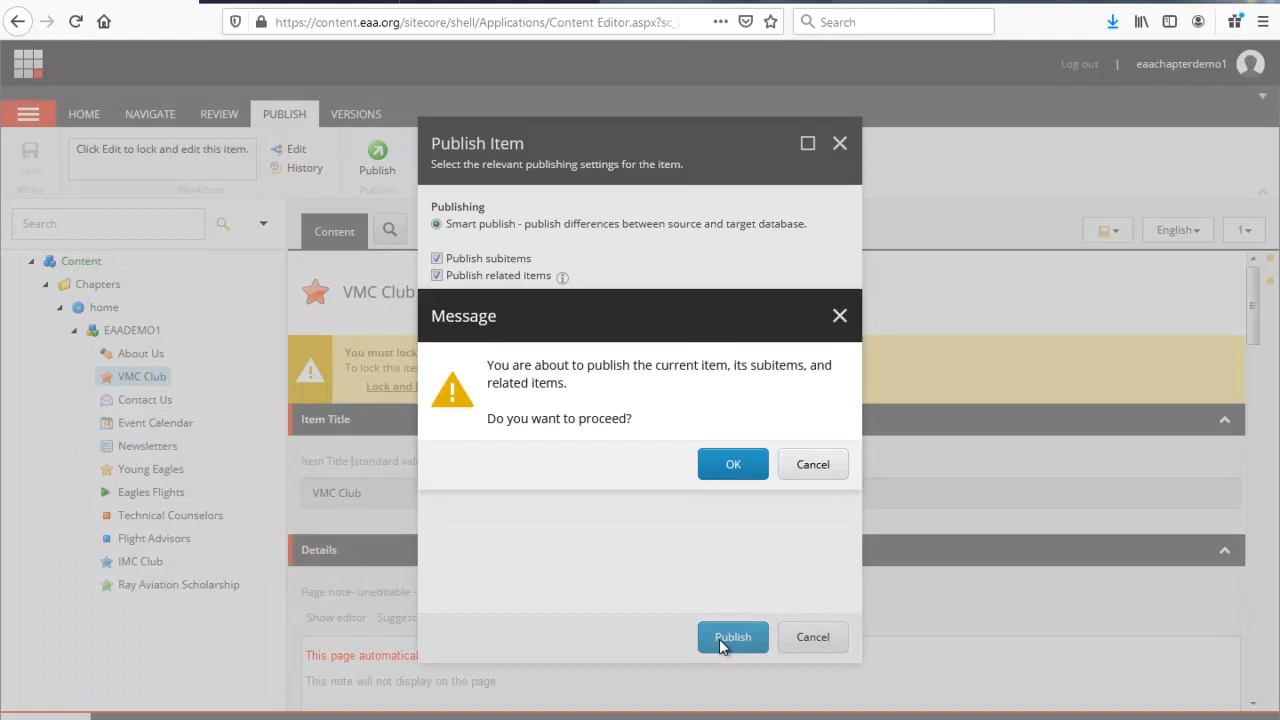 https://content.eaa.org/sitecore/shell/Applications/Content Editor.aspx?sc_
Search
Log out | eaachapterdemo1
HOME NAVIGATE REVIEW PUBLISH VERSIONS
Save
Write
Click Edit to lock and edit this item.
Edit
History
Workflow
Publish
Publish
Search
Content
English
1
Content
Chapters
home
EAADEMO1
About Us
VMC Club
Contact Us
Event Calendar
Newsletters
Young Eagles
Eagles Flights
Technical Counselors
Flight Advisors
IMC Club
Ray Aviation Scholarship
VMC Club
You must lock
To lock this item
Lock and
Item Title
Item Title [standard val
VMC Club
Details
Page note- uneditable -
Show editor Suggest
This page automatical
This note will not display on the page
Publish Item
Select the relevant publishing settings for the item.
Publishing
Smart publish - publish differences between source and target database.
Publish subitems
Publish related items
Message
You are about to publish the current item, its subitems, and
related items.
Do you want to proceed?
OK Cancel
Publish Cancel